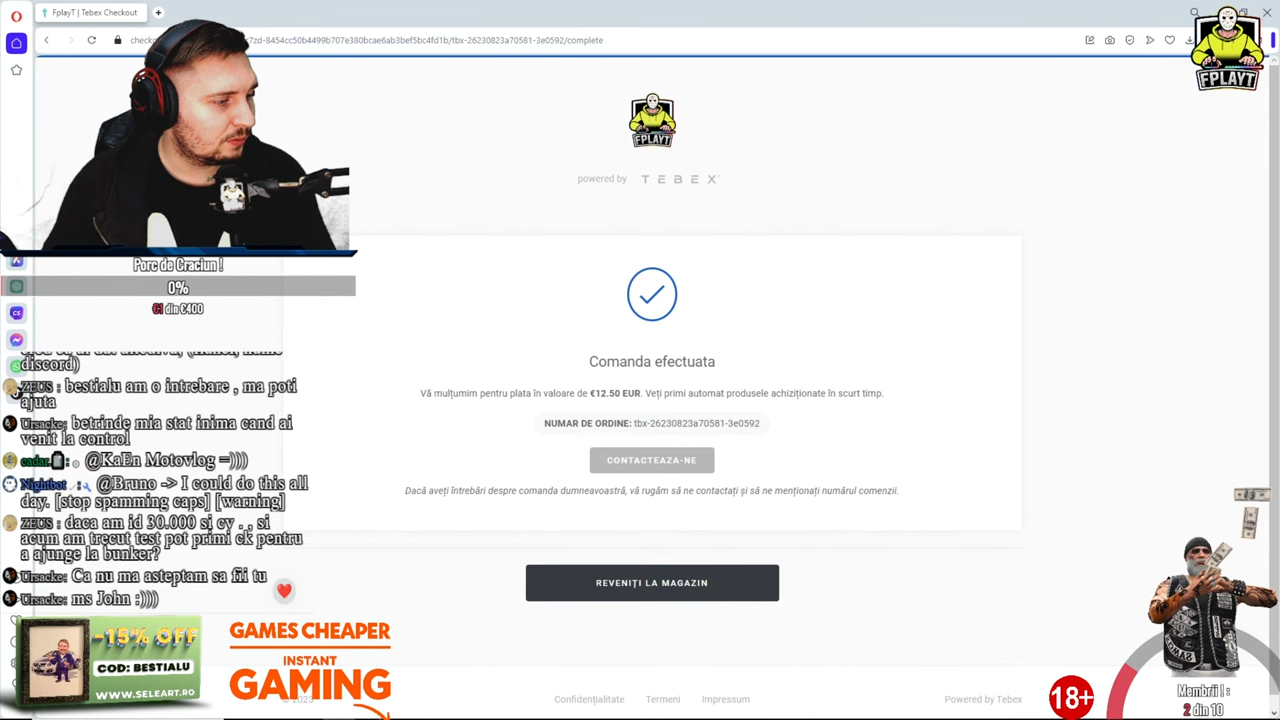 FplayT | Tebex Checkout
7zd-8454cc50b4499b707e380bcae6ab3bef5bc4fd1b/tbx-26230823a70581-3e0592/complete
FPLAYT
FPLAYT
powered by TEBEX
Porc de Craciun !
0%
€1 din €400
Comanda efectuata
Vă mulțumim pentru plata în valoare de €12.50 EUR. Veți primi automat produsele achiziționate în scurt timp.
NUMAR DE ORDINE: tbx-26230823a70581-3e0592
CONTACTEAZA-NE
Dacă aveți întrebări despre comanda dumneavoastră, vă rugăm să ne contactați și să ne menționați numărul comenzii.
REVENIȚI LA MAGAZIN
discord)
ZEUS : bestialu am o intrebare , ma poti
ajuta
Ursacke: betrinde mia stat inima cand ai
venit la control
cadar : @KaEn Motovlog =)))
Nightbot : @Bruno -> I could do this all
day. [stop spamming caps] [warning]
ZEUS : daca am id 30.000 si cv . , si
acum am trecut test pot primi ck pentru
a ajunge la bunker?
Ursacke: Ca nu ma asteptam sa fii tu
Ursacke: ms John :))))
-15% OFF
COD: BESTIALU
WWW.SELEART.RO
GAMES CHEAPER
INSTANT
GAMING
© 2023
Confidențialitate Termeni Impressum
Powered by Tebex
18+
Membrii ! :
2 din 10